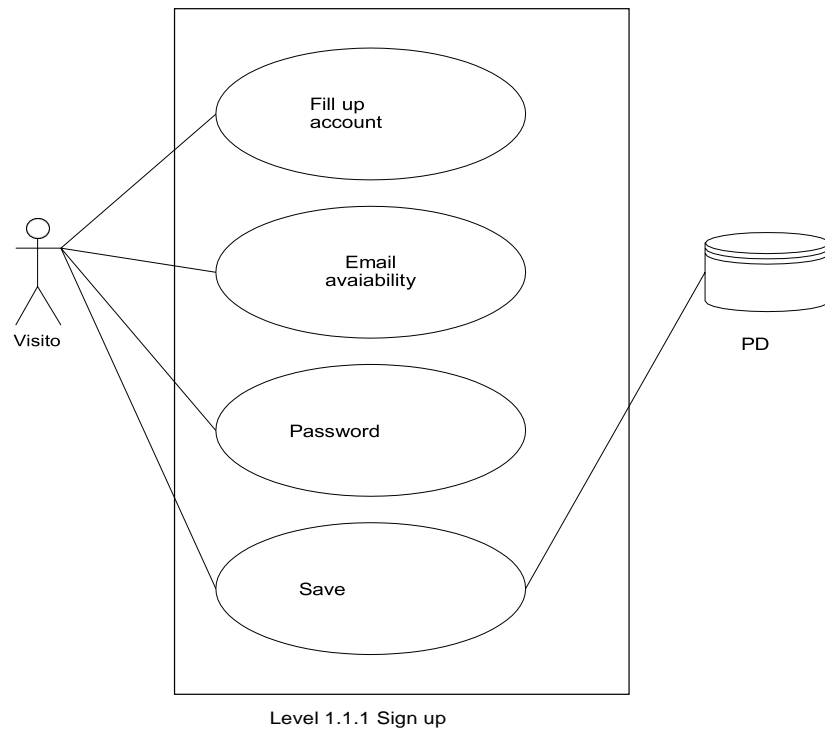 Fill up
account
Email
avaiability
Visito
PD
Password
Save
Level 1.1.1 Sign up